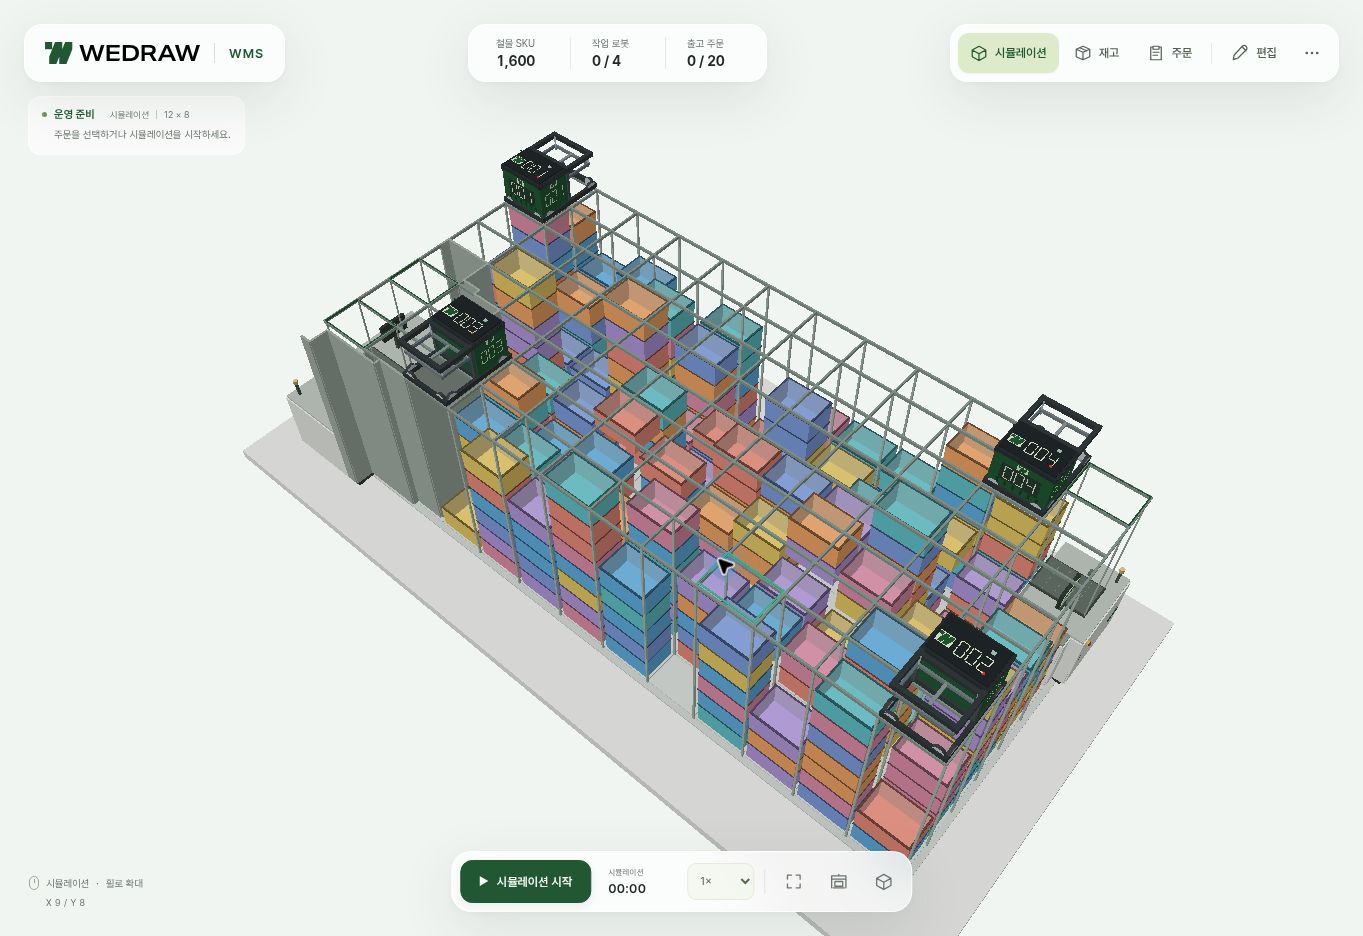 WEDRAW WMS
철물 SKU
1,600
작업 로봇
0 / 4
출고 주문
0 / 20
시뮬레이션
재고
주문
편집
운영 준비 시뮬레이션 12 × 8
주문을 선택하거나 시뮬레이션을 시작하세요.
003
003
004
004
002
시뮬레이션 · 휠로 확대
X 9 / Y 8
시뮬레이션 시작
시뮬레이션
00:00
1×